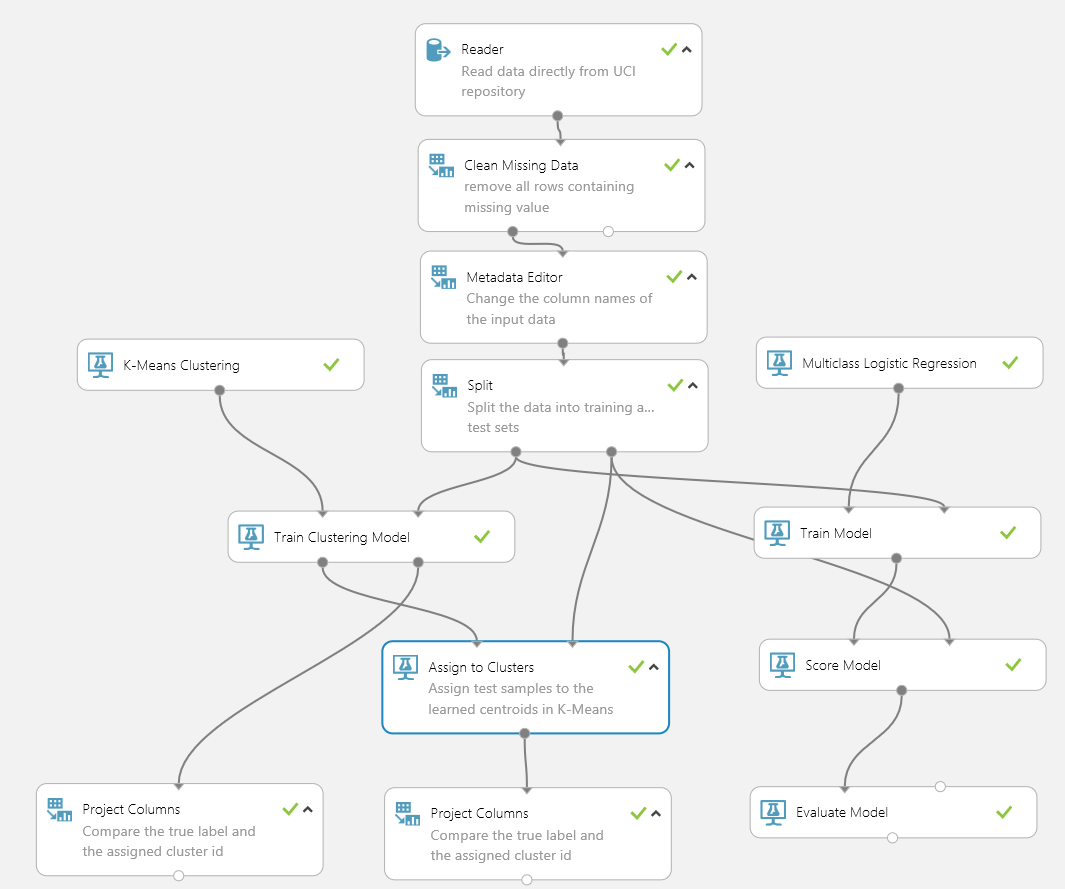 Reader
Read data directly from UCI
repository
Clean Missing Data
remove all rows containing
missing value
Metadata Editor
Change the column names of
the input data
K-Means Clustering
Multiclass Logistic Regression
Split
Split the data into training a...
test sets
Train Clustering Model
Train Model
Assign to Clusters
Assign test samples to the
learned centroids in K-Means
Score Model
Project Columns
Compare the true label and
the assigned cluster id
Project Columns
Compare the true label and
the assigned cluster id
Evaluate Model